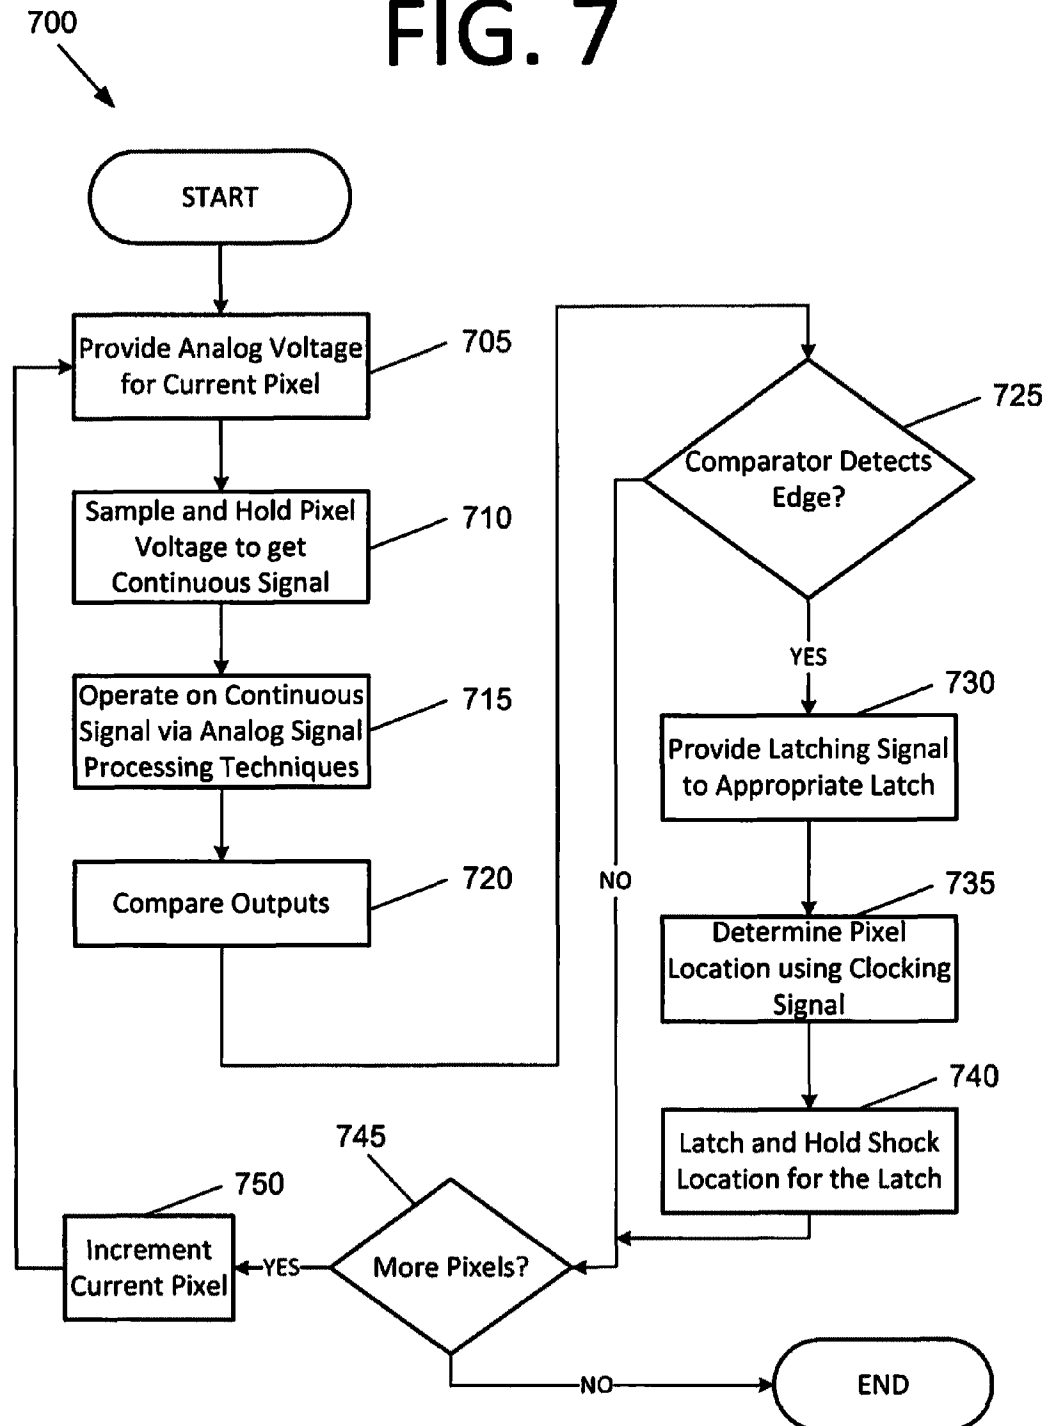 700
FIG. 7
START
Provide Analog Voltage
for Current Pixel
705
Sample and Hold Pixel
Voltage to get
Continuous Signal
710
Operate on Continuous
Signal via Analog Signal
Processing Techniques
715
Compare Outputs
720
Comparator Detects
Edge?
725
YES
NO
Provide Latching Signal
to Appropriate Latch
730
Determine Pixel
Location using Clocking
Signal
735
Latch and Hold Shock
Location for the Latch
740
More Pixels?
745
YES
Increment
Current Pixel
750
NO
END